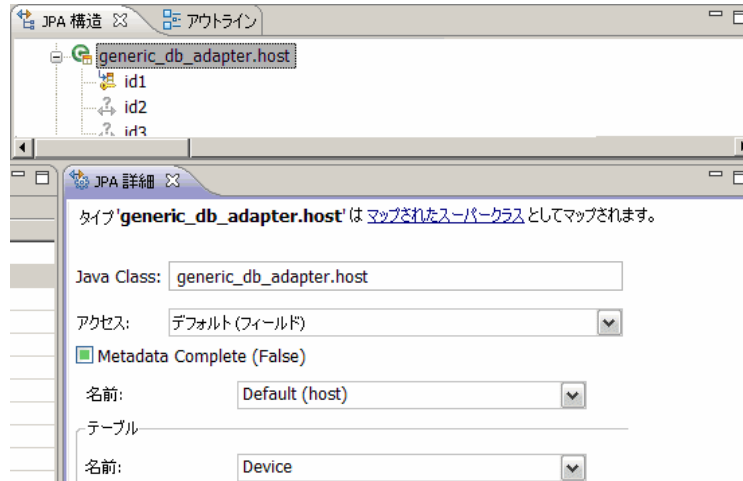 JPA 構造 アウトライン
generic_db_adapter.host
id1
id2
id3
JPA 詳細
タイプ'generic_db_adapter.host'は マップされたスーパークラス としてマップされます。
Java Class: generic_db_adapter.host
アクセス: デフォルト (フィールド)
Metadata Complete (False)
名前: Default (host)
テーブル
名前: Device